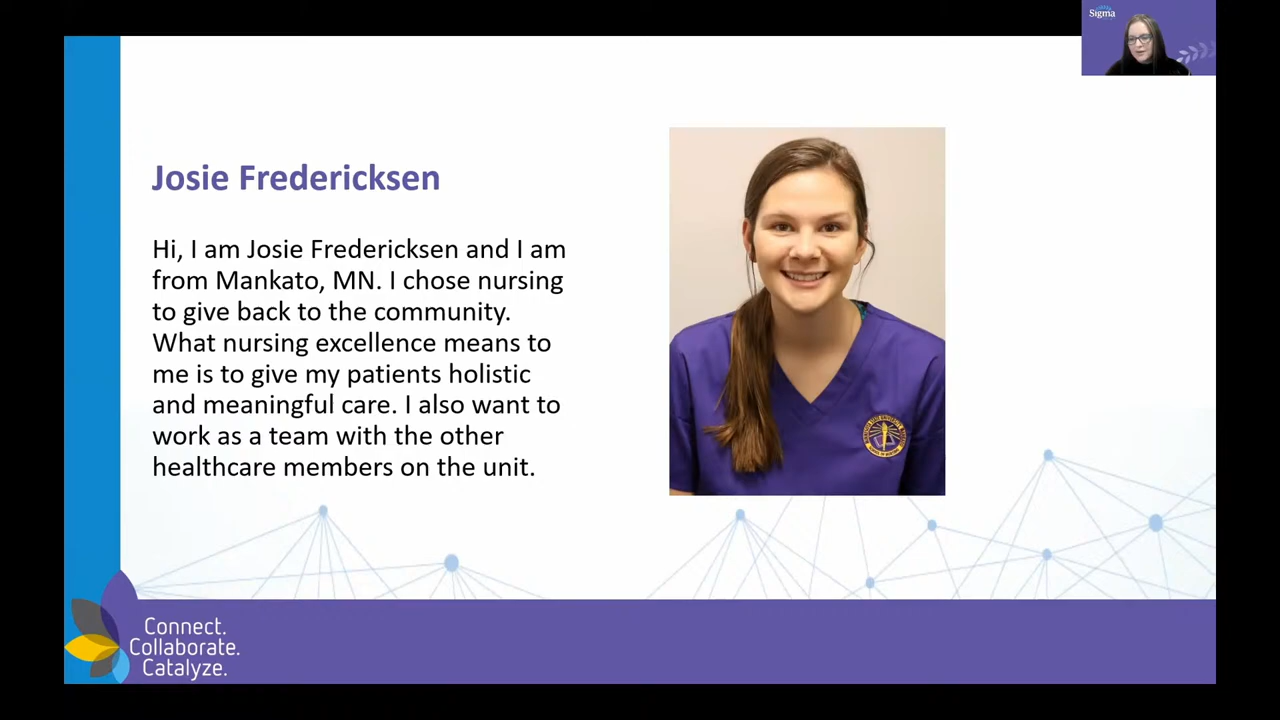 Sigma
Josie Fredericksen
Hi, I am Josie Fredericksen and I am
from Mankato, MN. I chose nursing
to give back to the community.
What nursing excellence means to
me is to give my patients holistic
and meaningful care. I also want to
work as a team with the other
healthcare members on the unit.
Connect.
Collaborate.
Catalyze.